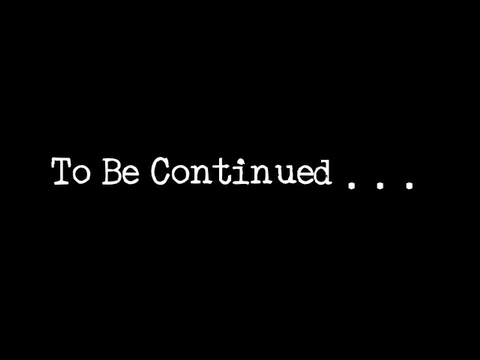 To Be Continued . . .